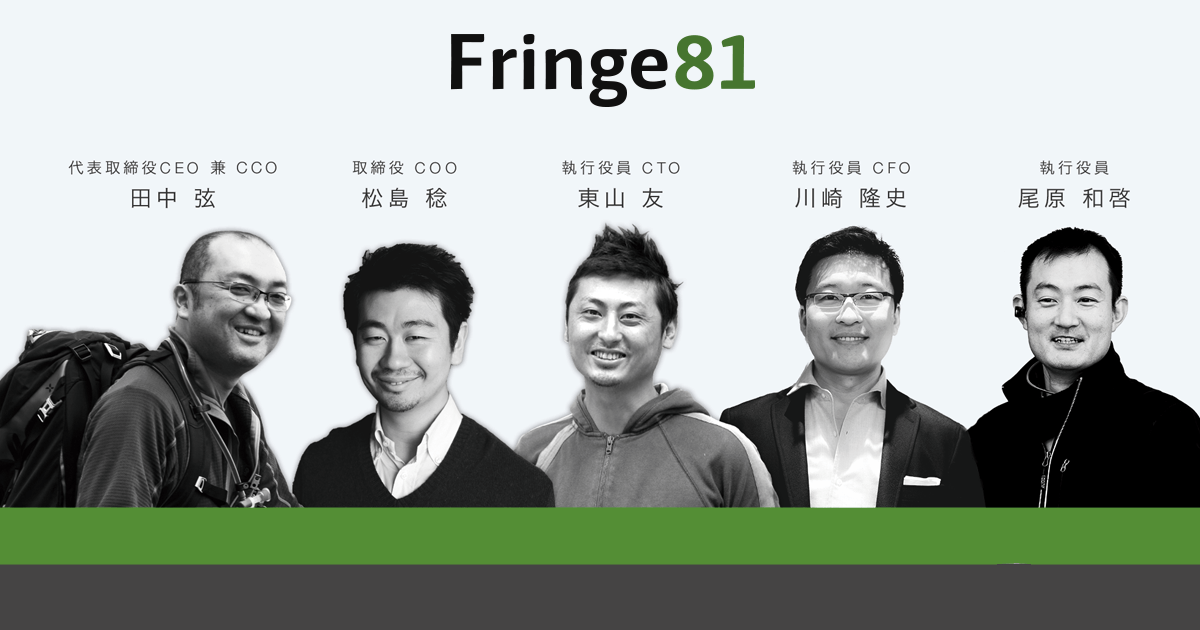 Fringe81
代表取締役CEO 兼 CCO
田中 弦
取締役 COO
松島 稔
執行役員 CTO
東山 友
執行役員 CFO
川崎 隆史
執行役員
尾原 和啓